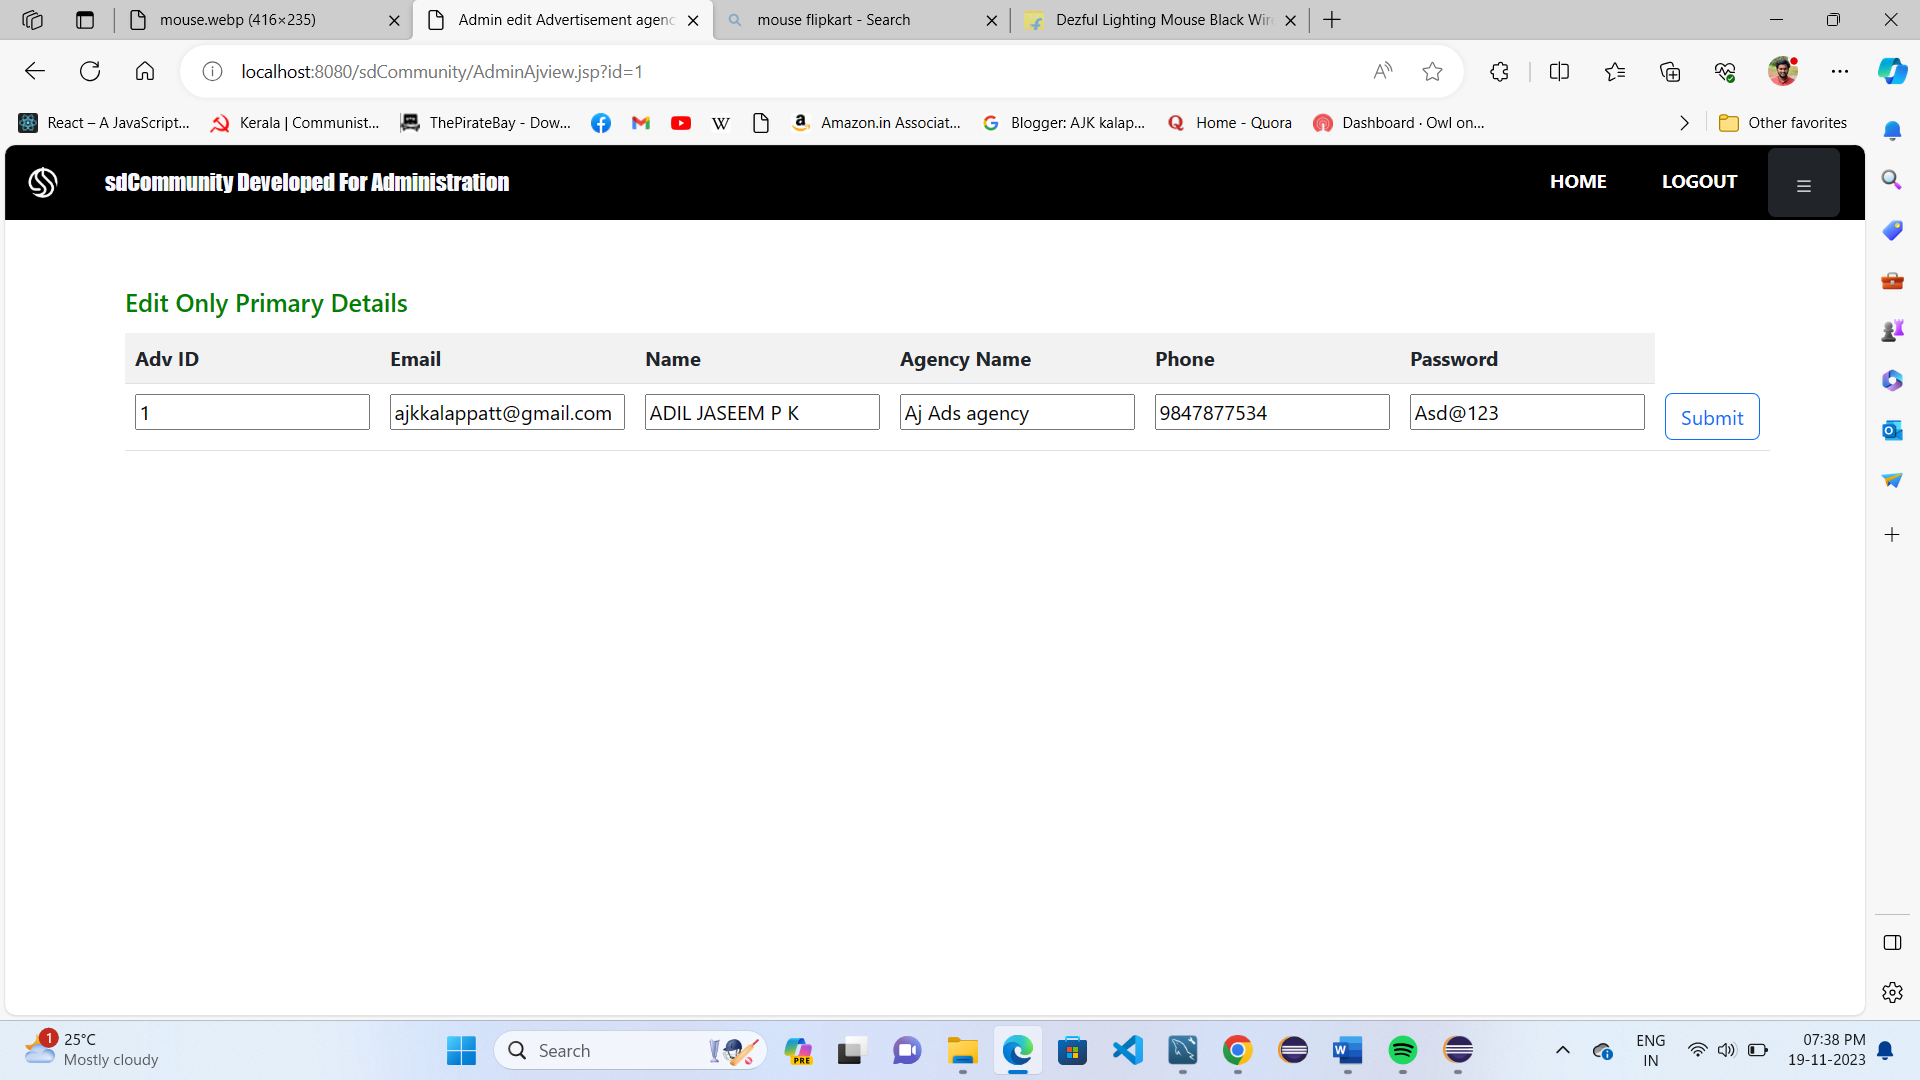 mouse.webp (416×235)
Admin edit Advertisement agenc
mouse flipkart - Search
Dezful Lighting Mouse Black Wire
localhost:8080/sdCommunity/AdminAjview.jsp?id=1
React – A JavaScript...
Kerala | Communist...
ThePirateBay - Dow...
Amazon.in Associat...
Blogger: AJK kalap...
Home - Quora
Dashboard · Owl on...
Other favorites
sdCommunity Developed For Administration
HOME
LOGOUT
Edit Only Primary Details
Adv ID Email Name Agency Name Phone Password
1 ajkkalappatt@gmail.com ADIL JASEEM P K Aj Ads agency 9847877534 Asd@123 Submit
1
25°C
Mostly cloudy
Search
PRE
ENG
IN
07:38 PM
19-11-2023